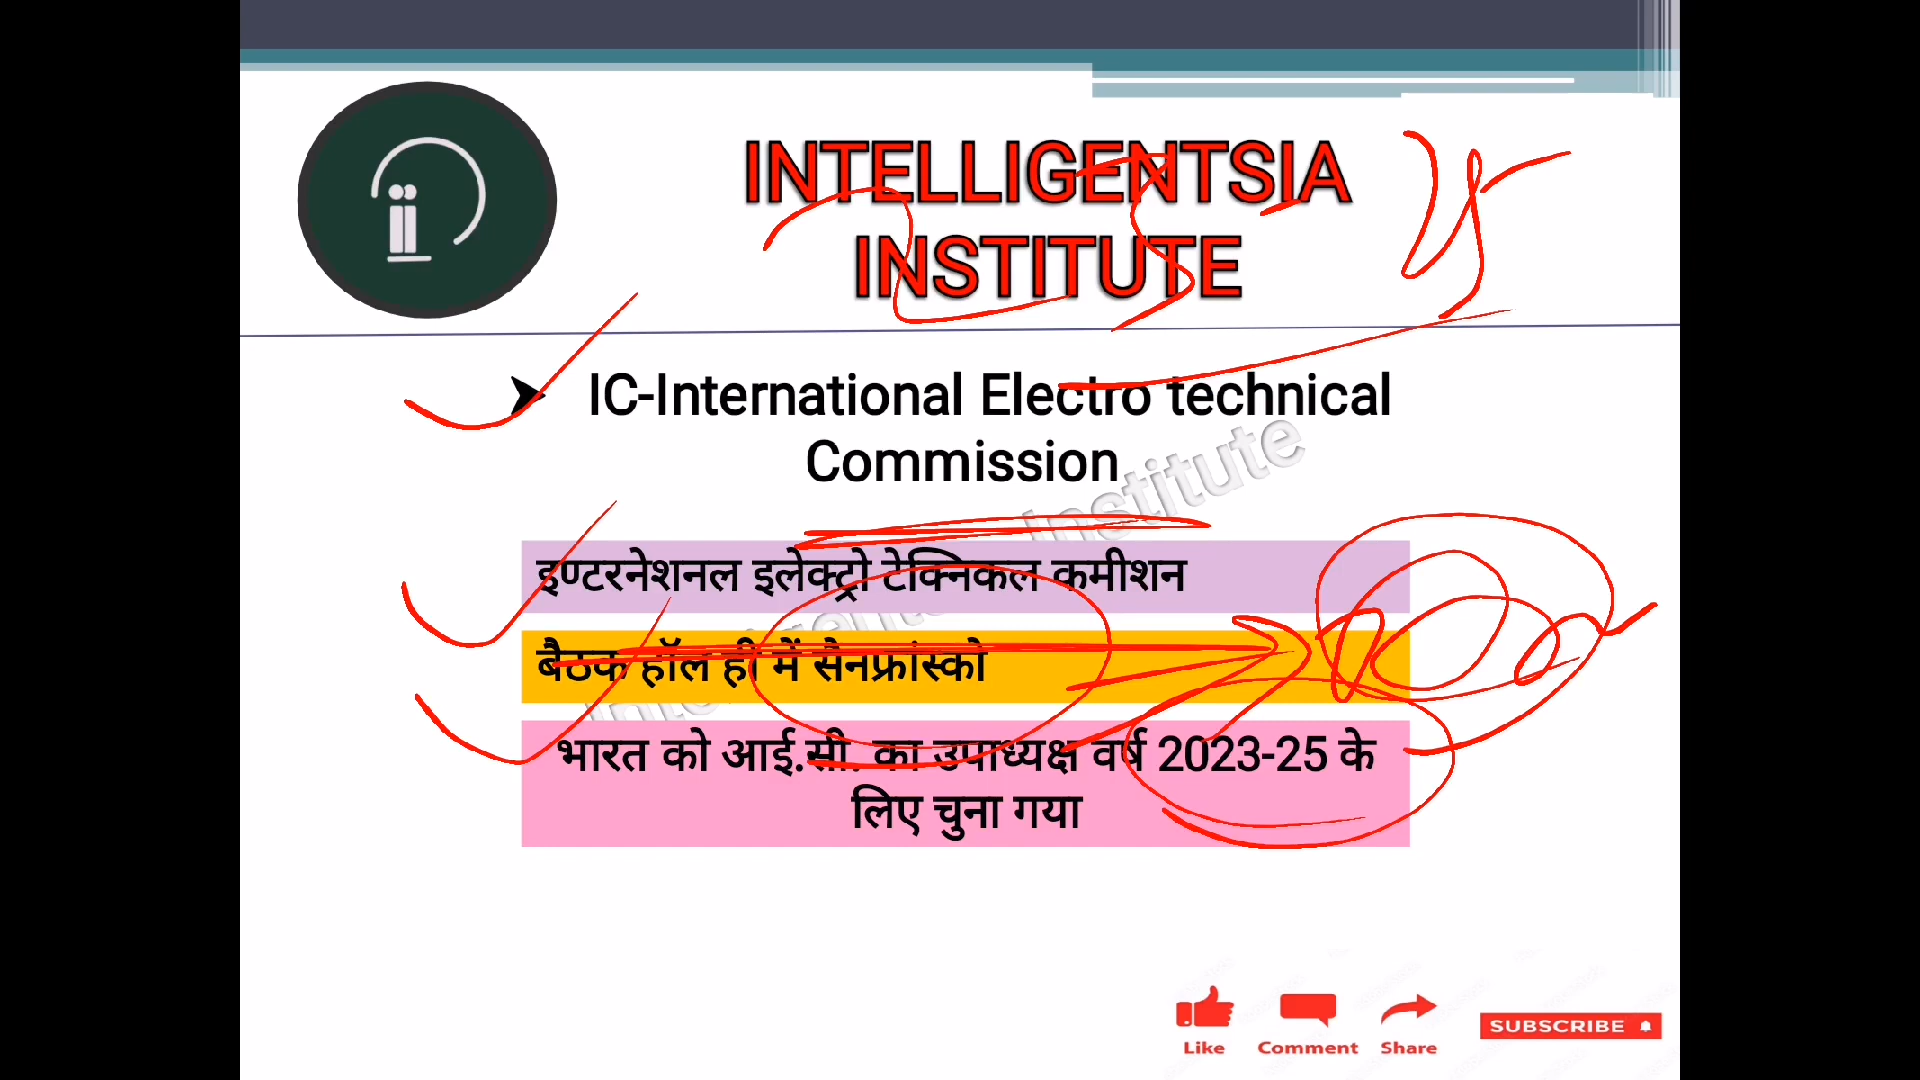 INTELLIGENTSIA
INSTITUTE
IC-International Electro technical
Commission
Institute
इण्टरनेशनल इलेक्ट्रो टेक्निकल कमीशन
बैठक हॉल ही में सैनफ्रांस्को
भारत को आई.सी. का उपाध्यक्ष वर्ष 2023-25 के
लिए चुना गया
Like Comment Share SUBSCRIBE